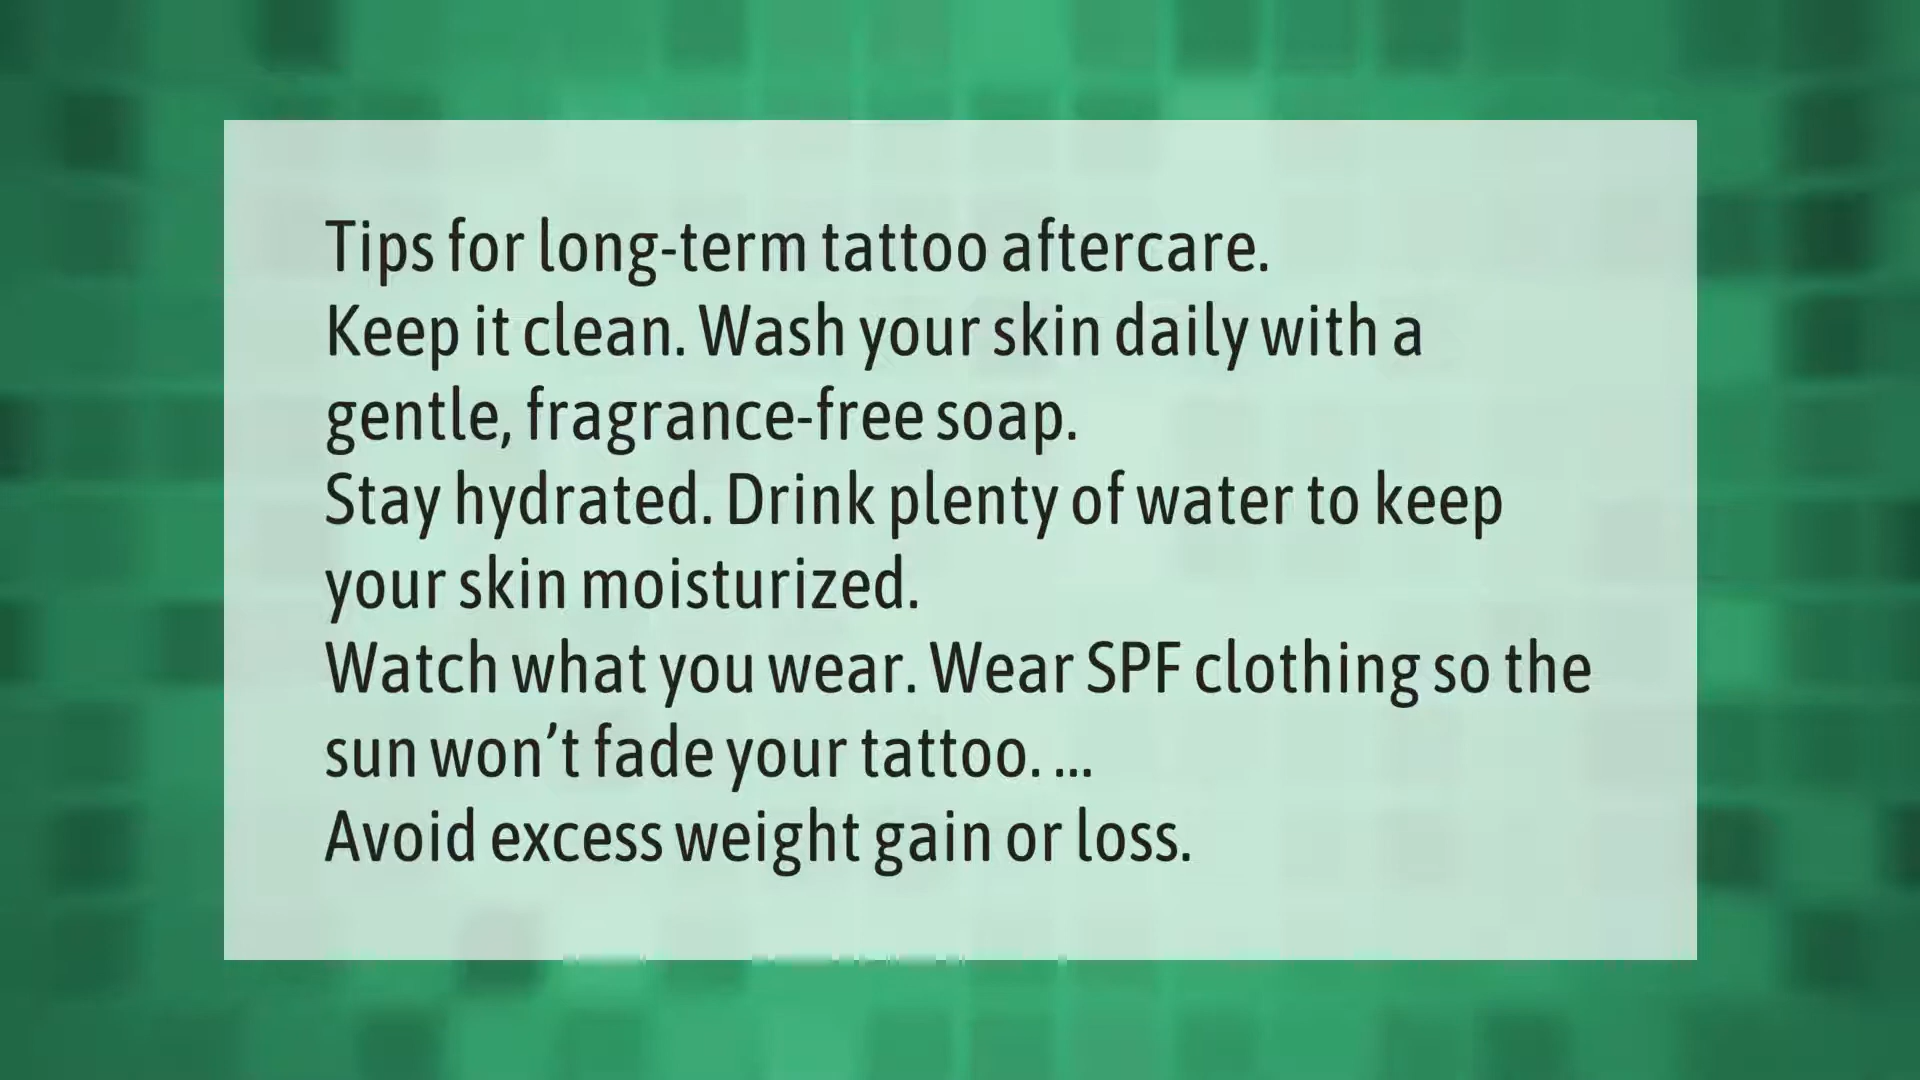 Tips for long-term tattoo aftercare.
Keep it clean. Wash your skin daily with a
gentle, fragrance-free soap.
Stay hydrated. Drink plenty of water to keep
your skin moisturized.
Watch what you wear. Wear SPF clothing so the
sun won’t fade your tattoo. ...
Avoid excess weight gain or loss.